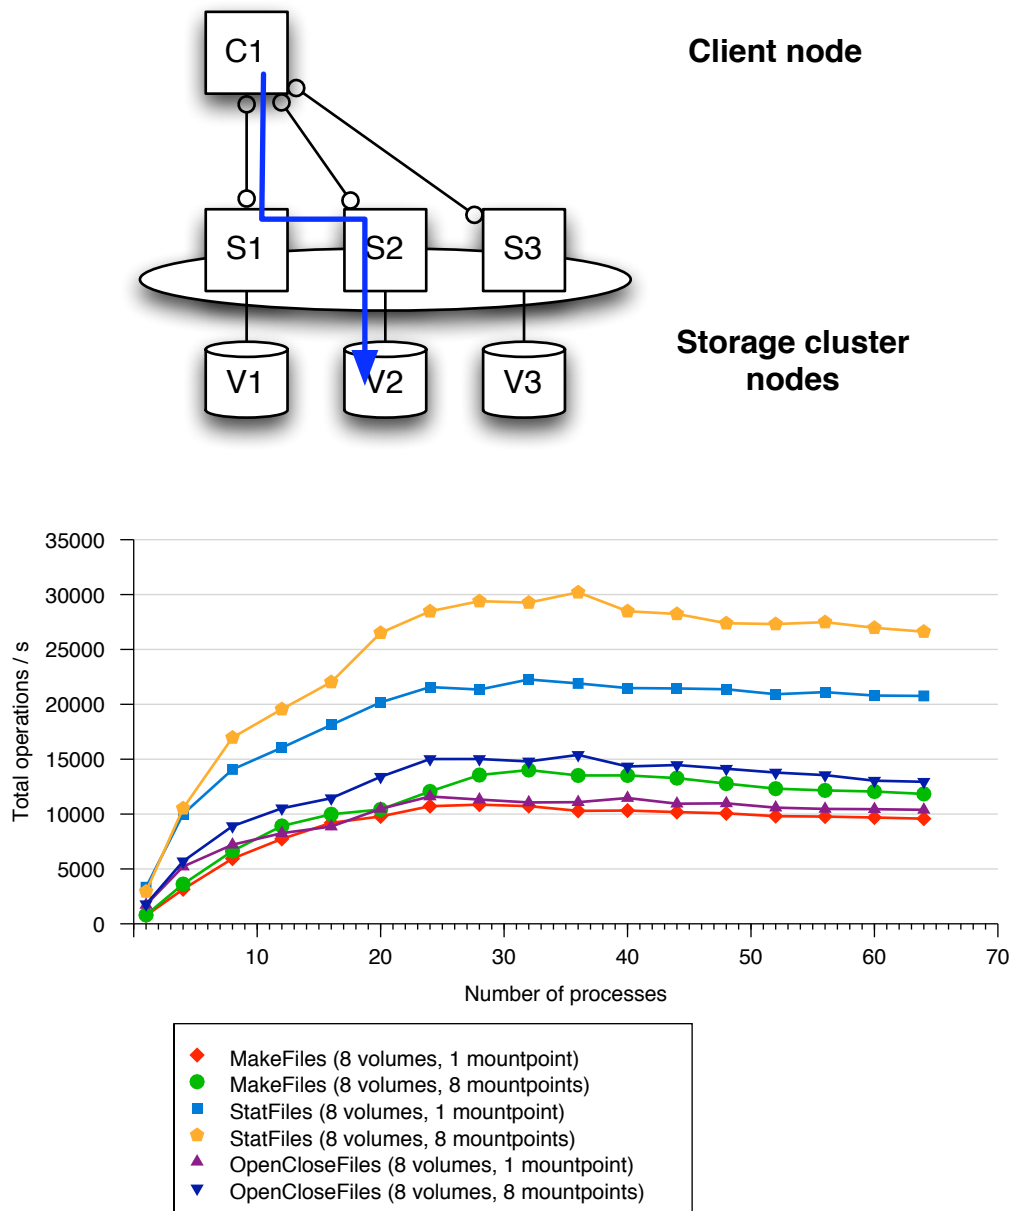 C1
Client node
S1
S2
S3
Storage cluster
nodes
V1
V2
V3
35000
30000
25000
20000
15000
10000
5000
0
Total operations / s
10
20
30
40
50
60
70
Number of processes
MakeFiles (8 volumes, 1 mountpoint)
MakeFiles (8 volumes, 8 mountpoints)
StatFiles (8 volumes, 1 mountpoint)
StatFiles (8 volumes, 8 mountpoints)
OpenCloseFiles (8 volumes, 1 mountpoint)
OpenCloseFiles (8 volumes, 8 mountpoints)